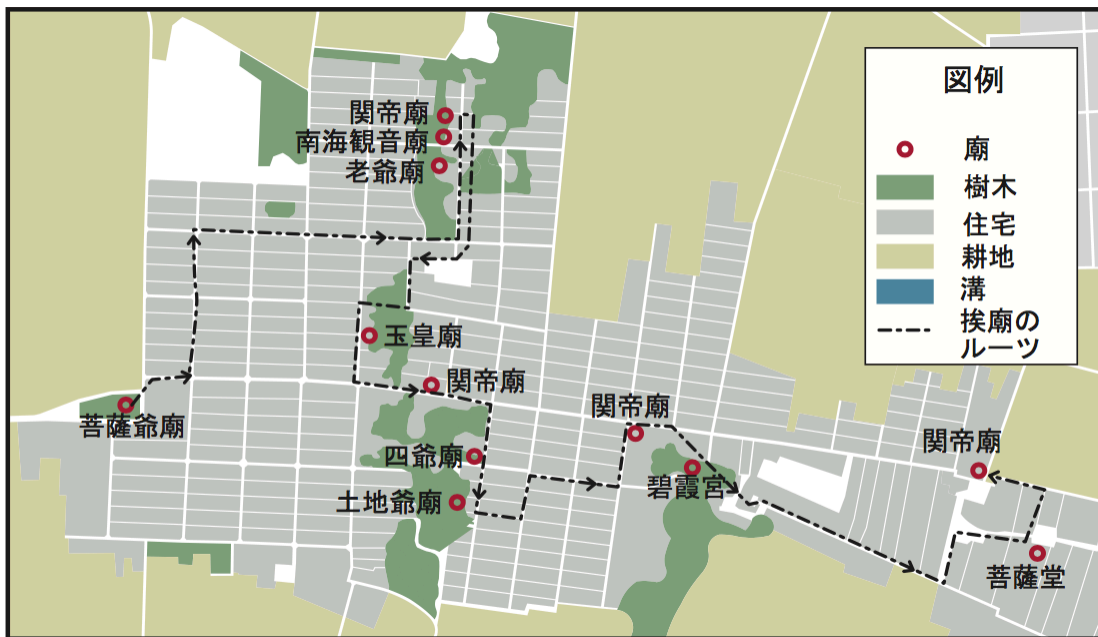 関帝廟
南海観音廟
老爺廟
玉皇廟
関帝廟
菩薩爺廟
四爺廟
土地爺廟
関帝廟
碧霞宮
関帝廟
菩薩堂
図例
廟
樹木
住宅
耕地
溝
挨廟の
ルーツ